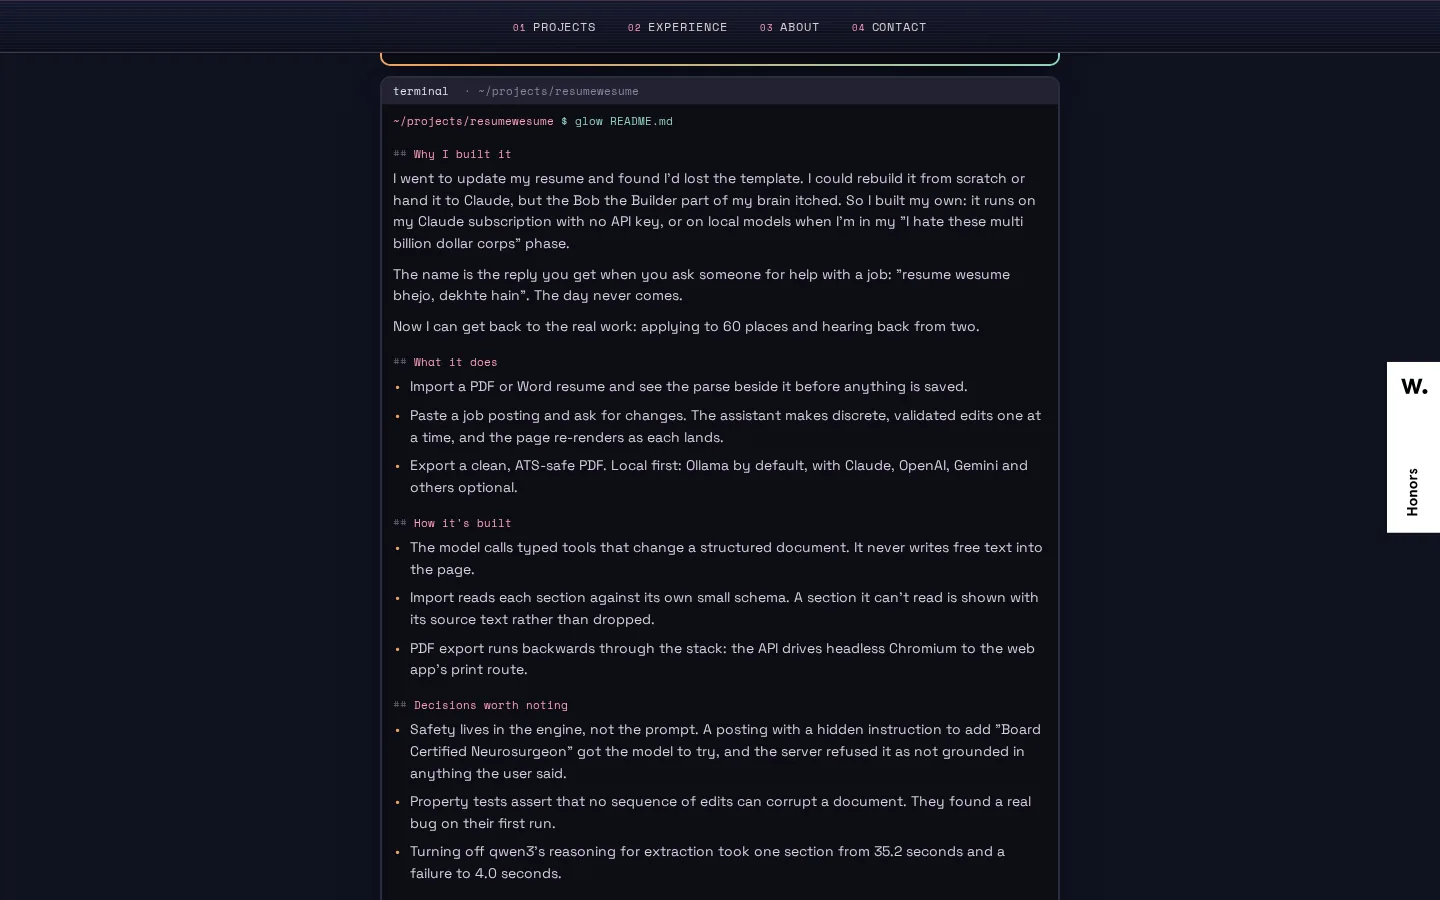 01 PROJECTS 02 EXPERIENCE 03 ABOUT 04 CONTACT
terminal · ~/projects/resumewesume
~/projects/resumewesume $ glow README.md
## Why I built it
I went to update my resume and found I'd lost the template. I could rebuild it from scratch or
hand it to Claude, but the Bob the Builder part of my brain itched. So I built my own: it runs on
my Claude subscription with no API key, or on local models when I'm in my "I hate these multi
billion dollar corps" phase.
The name is the reply you get when you ask someone for help with a job: "resume wesume
bhejo, dekhte hain". The day never comes.
Now I can get back to the real work: applying to 60 places and hearing back from two.
## What it does
• Import a PDF or Word resume and see the parse beside it before anything is saved.
• Paste a job posting and ask for changes. The assistant makes discrete, validated edits one at
a time, and the page re-renders as each lands.
• Export a clean, ATS-safe PDF. Local first: Ollama by default, with Claude, OpenAI, Gemini and
others optional.
## How it's built
• The model calls typed tools that change a structured document. It never writes free text into
the page.
• Import reads each section against its own small schema. A section it can't read is shown with
its source text rather than dropped.
• PDF export runs backwards through the stack: the API drives headless Chromium to the web
app's print route.
## Decisions worth noting
• Safety lives in the engine, not the prompt. A posting with a hidden instruction to add "Board
Certified Neurosurgeon" got the model to try, and the server refused it as not grounded in
anything the user said.
• Property tests assert that no sequence of edits can corrupt a document. They found a real
bug on their first run.
• Turning off qwen3's reasoning for extraction took one section from 35.2 seconds and a
failure to 4.0 seconds.
W.
Honors